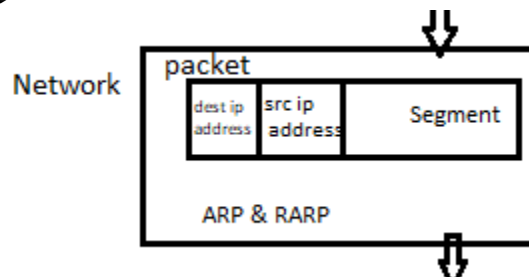 packet
Network
dest ip
address
src ip
address
Segment
ARP & RARP